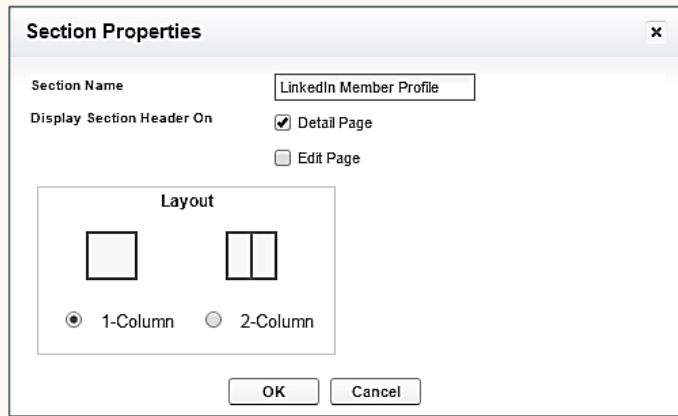 Section Properties
Section Name
LinkedIn Member Profile
Display Section Header On
Detail Page
Edit Page
Layout
1-Column
2-Column
OK
Cancel